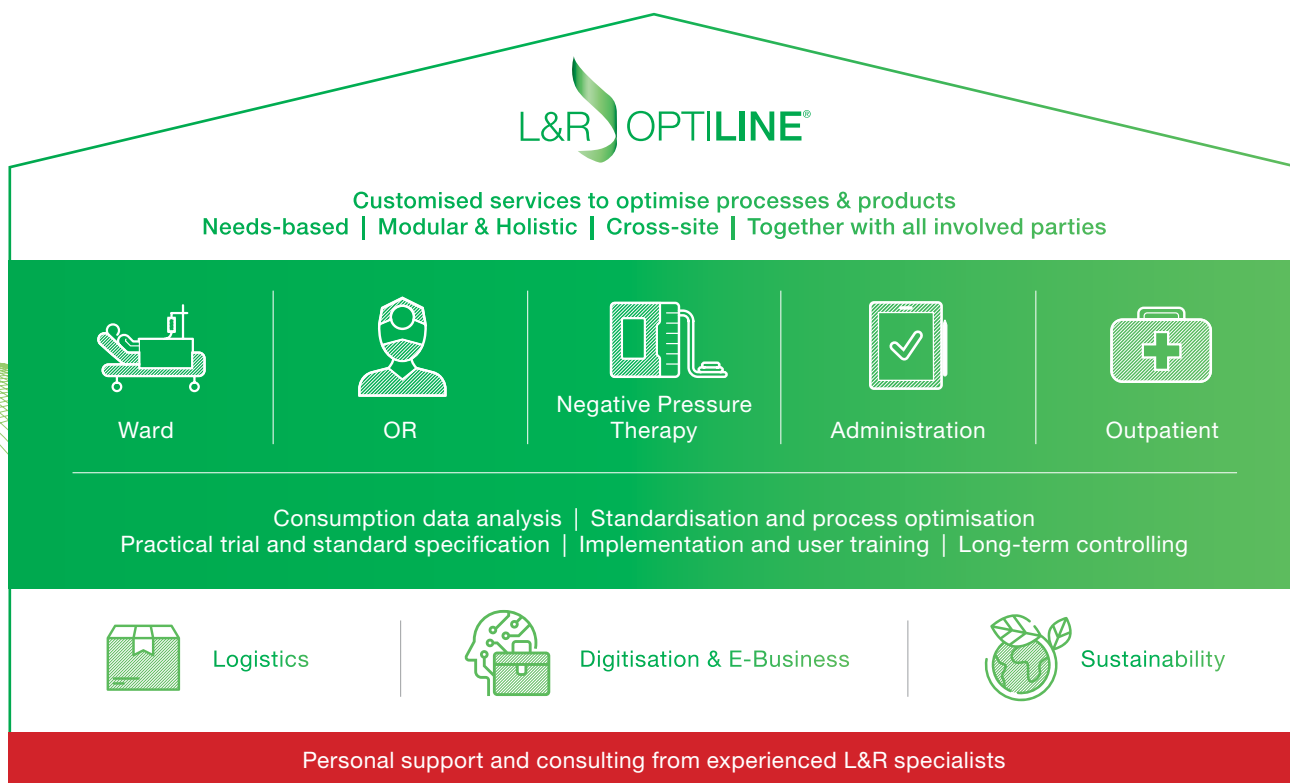 L&R OPTILINE®
Customised services to optimise processes & products
Needs-based | Modular & Holistic | Cross-site | Together with all involved parties
Ward
OR
Negative Pressure
Therapy
Administration
Outpatient
Consumption data analysis | Standardisation and process optimisation
Practical trial and standard specification | Implementation and user training | Long-term controlling
Logistics
Digitisation & E-Business
Sustainability
Personal support and consulting from experienced L&R specialists